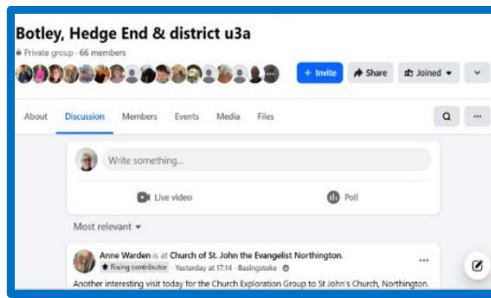 Botley, Hedge End & district u3a
Private group · 66 members
+ Invite Share Joined
About Discussion Members Events Media Files
Write something...
Live video Poll
Most relevant
Anne Warden is at Church of St. John the Evangelist Northington.
Rising contributor · Yesterday at 17:14 · Basingstoke ·
Another interesting visit today for the Church Exploration Group to St John's Church, Northington.